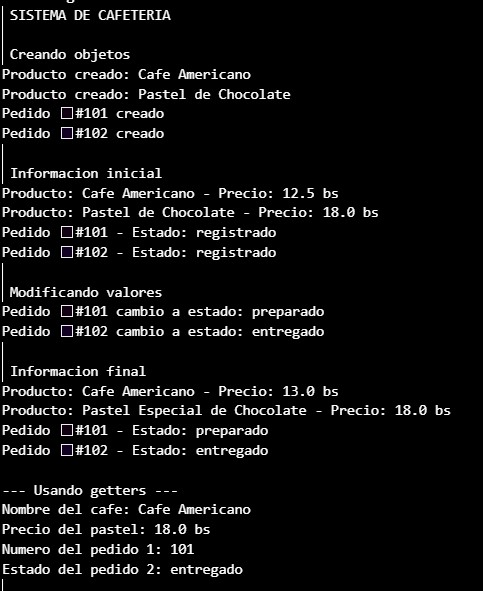 SISTEMA DE CAFETERIA
Creando objetos
Producto creado: Cafe Americano
Producto creado: Pastel de Chocolate
Pedido #101 creado
Pedido #102 creado
Informacion inicial
Producto: Cafe Americano - Precio: 12.5 bs
Producto: Pastel de Chocolate - Precio: 18.0 bs
Pedido #101 - Estado: registrado
Pedido #102 - Estado: registrado
Modificando valores
Pedido #101 cambio a estado: preparado
Pedido #102 cambio a estado: entregado
Informacion final
Producto: Cafe Americano - Precio: 13.0 bs
Producto: Pastel Especial de Chocolate - Precio: 18.0 bs
Pedido #101 - Estado: preparado
Pedido #102 - Estado: entregado
--- Usando getters ---
Nombre del cafe: Cafe Americano
Precio del pastel: 18.0 bs
Numero del pedido 1: 101
Estado del pedido 2: entregado